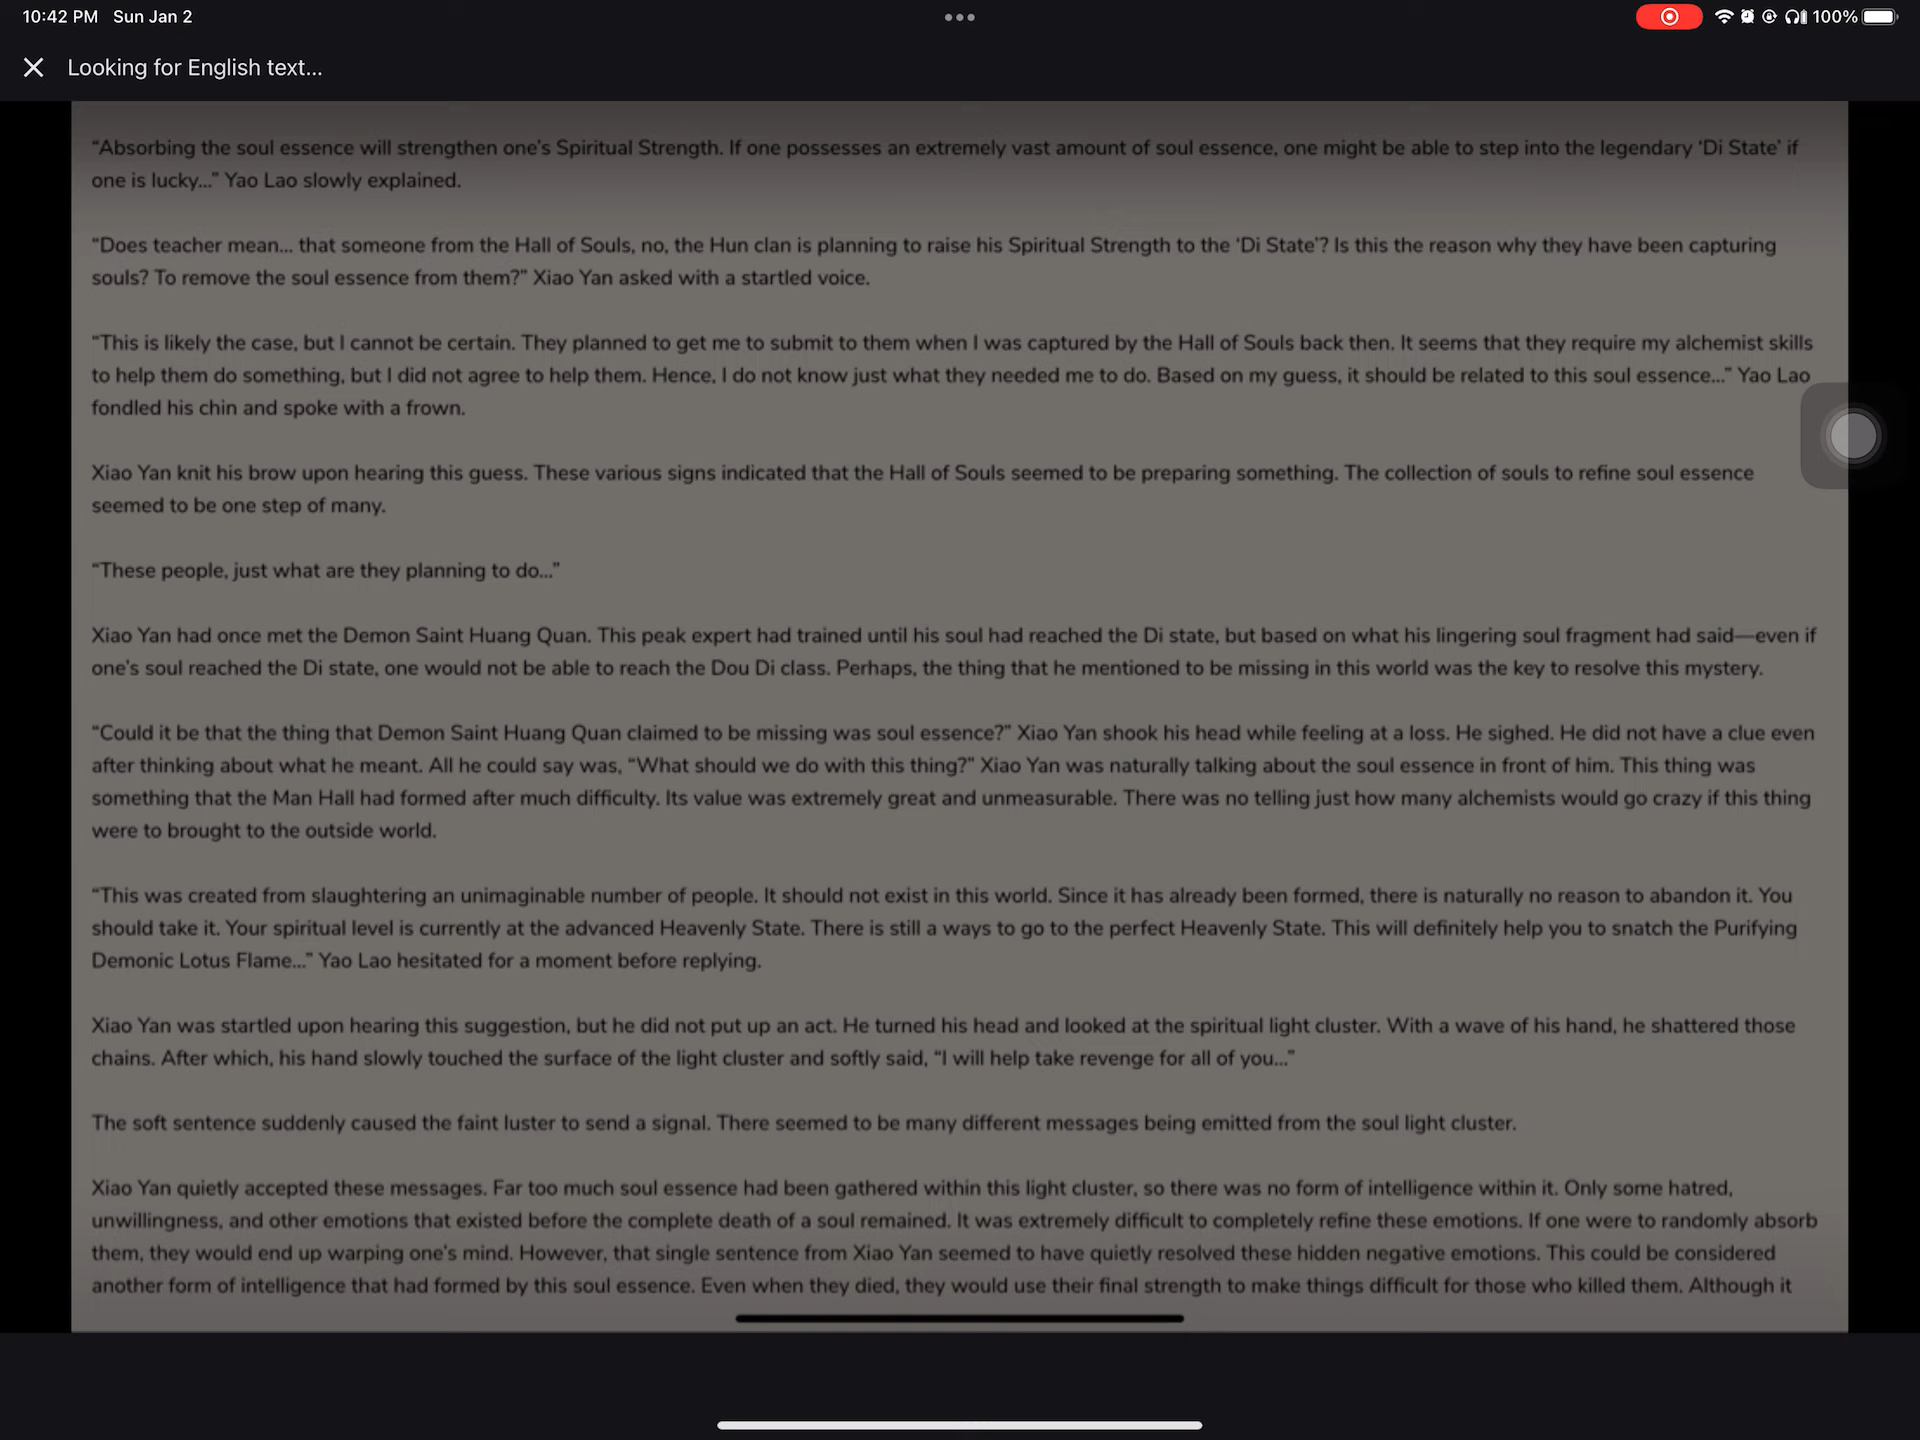 10:42 PM Sun Jan 2
100%
Looking for English text...
“Absorbing the soul essence will strengthen one’s Spiritual Strength. If one possesses an extremely vast amount of soul essence, one might be able to step into the legendary ‘Di State’ if
one is lucky…” Yao Lao slowly explained.
“Does teacher mean… that someone from the Hall of Souls, no, the Hun clan is planning to raise his Spiritual Strength to the ‘Di State’? Is this the reason why they have been capturing
souls? To remove the soul essence from them?” Xiao Yan asked with a startled voice.
“This is likely the case, but I cannot be certain. They planned to get me to submit to them when I was captured by the Hall of Souls back then. It seems that they require my alchemist skills
to help them do something, but I did not agree to help them. Hence, I do not know just what they needed me to do. Based on my guess, it should be related to this soul essence…” Yao Lao
fondled his chin and spoke with a frown.
Xiao Yan knit his brow upon hearing this guess. These various signs indicated that the Hall of Souls seemed to be preparing something. The collection of souls to refine soul essence
seemed to be one step of many.
“These people, just what are they planning to do…”
Xiao Yan had once met the Demon Saint Huang Quan. This peak expert had trained until his soul had reached the Di state, but based on what his lingering soul fragment had said—even if
one’s soul reached the Di state, one would not be able to reach the Dou Di class. Perhaps, the thing that he mentioned to be missing in this world was the key to resolve this mystery.
“Could it be that the thing that Demon Saint Huang Quan claimed to be missing was soul essence?” Xiao Yan shook his head while feeling at a loss. He sighed. He did not have a clue even
after thinking about what he meant. All he could say was, “What should we do with this thing?” Xiao Yan was naturally talking about the soul essence in front of him. This thing was
something that the Man Hall had formed after much difficulty. Its value was extremely great and unmeasurable. There was no telling just how many alchemists would go crazy if this thing
were to brought to the outside world.
“This was created from slaughtering an unimaginable number of people. It should not exist in this world. Since it has already been formed, there is naturally no reason to abandon it. You
should take it. Your spiritual level is currently at the advanced Heavenly State. There is still a ways to go to the perfect Heavenly State. This will definitely help you to snatch the Purifying
Demonic Lotus Flame…” Yao Lao hesitated for a moment before replying.
Xiao Yan was startled upon hearing this suggestion, but he did not put up an act. He turned his head and looked at the spiritual light cluster. With a wave of his hand, he shattered those
chains. After which, his hand slowly touched the surface of the light cluster and softly said, “I will help take revenge for all of you…”
The soft sentence suddenly caused the faint luster to send a signal. There seemed to be many different messages being emitted from the soul light cluster.
Xiao Yan quietly accepted these messages. Far too much soul essence had been gathered within this light cluster, so there was no form of intelligence within it. Only some hatred,
unwillingness, and other emotions that existed before the complete death of a soul remained. It was extremely difficult to completely refine these emotions. If one were to randomly absorb
them, they would end up warping one’s mind. However, that single sentence from Xiao Yan seemed to have quietly resolved these hidden negative emotions. This could be considered
another form of intelligence that had formed by this soul essence. Even when they died, they would use their final strength to make things difficult for those who killed them. Although it